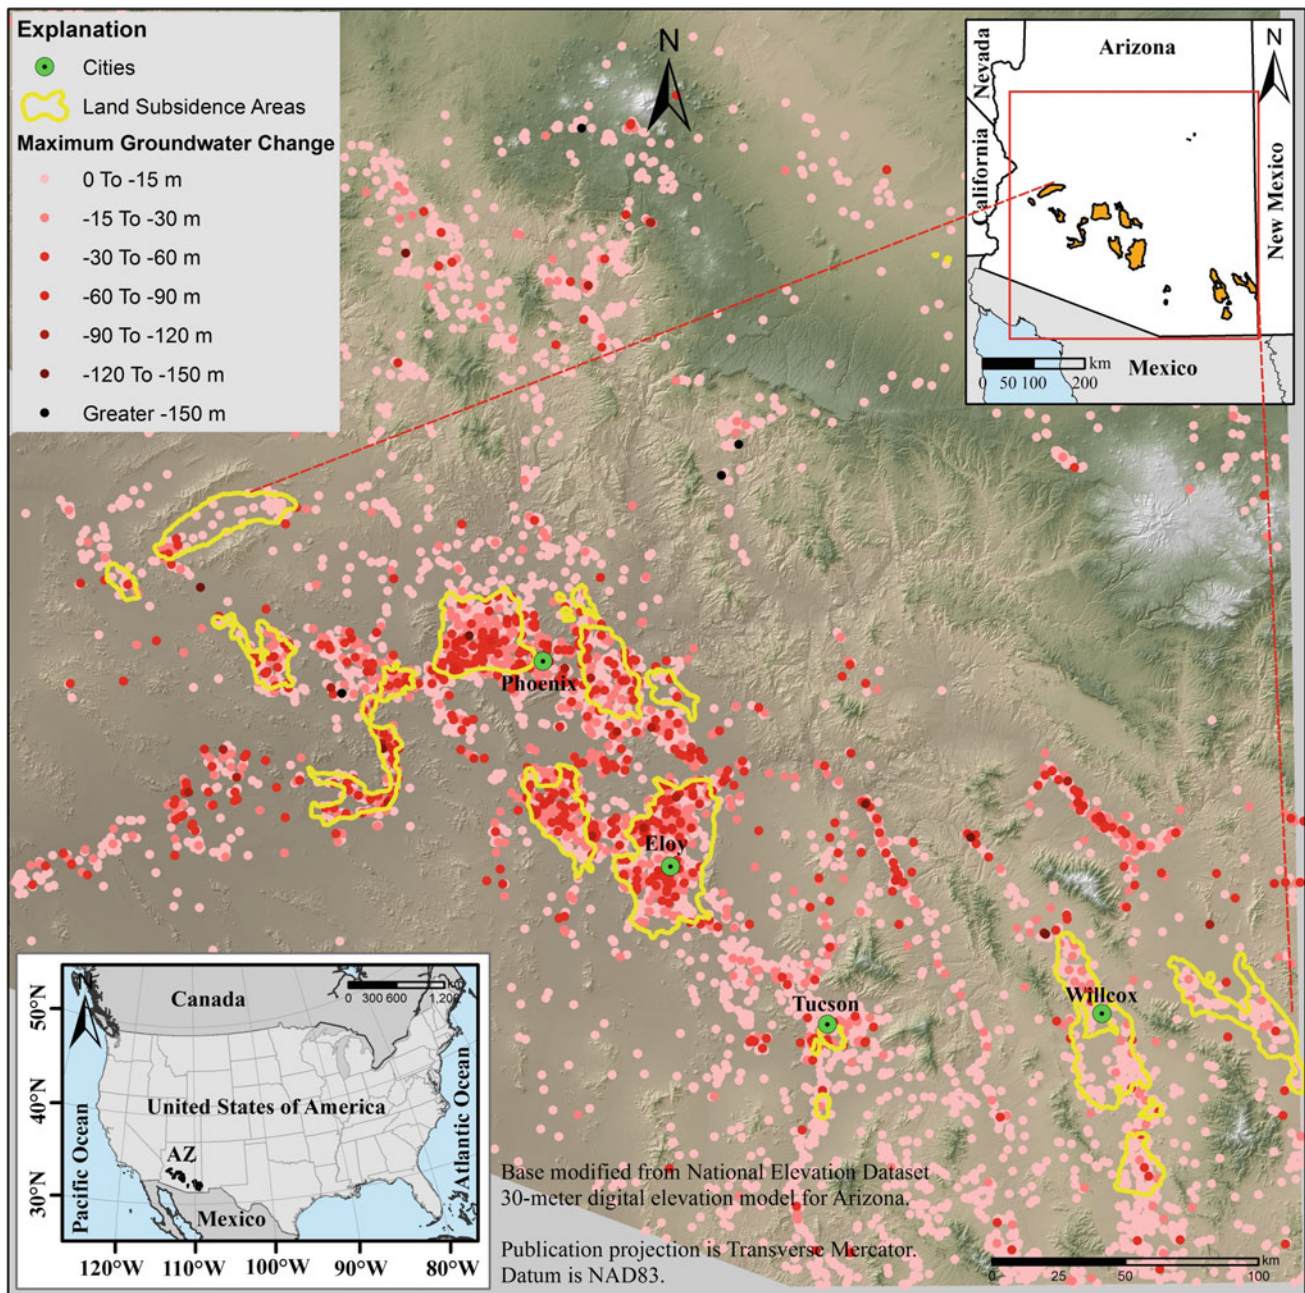 Explanation
Cities
Land Subsidence Areas
Maximum Groundwater Change
0 To -15 m
-15 To -30 m
-30 To -60 m
-60 To -90 m
-90 To -120 m
-120 To -150 m
Greater -150 m
N
Arizona
N
Nevada
California
New Mexico
Mexico
km
0 50 100 200
Phoenix
Eloy
Tucson
Willcox
N
Canada
km
0 300 600 1,200
United States of America
AZ
Mexico
Pacific Ocean
Atlantic Ocean
50°N
40°N
30°N
120°W 110°W 100°W 90°W 80°W
Base modified from National Elevation Dataset
30-meter digital elevation model for Arizona.
Publication projection is Transverse Mercator.
Datum is NAD83.
km
0 25 50 100